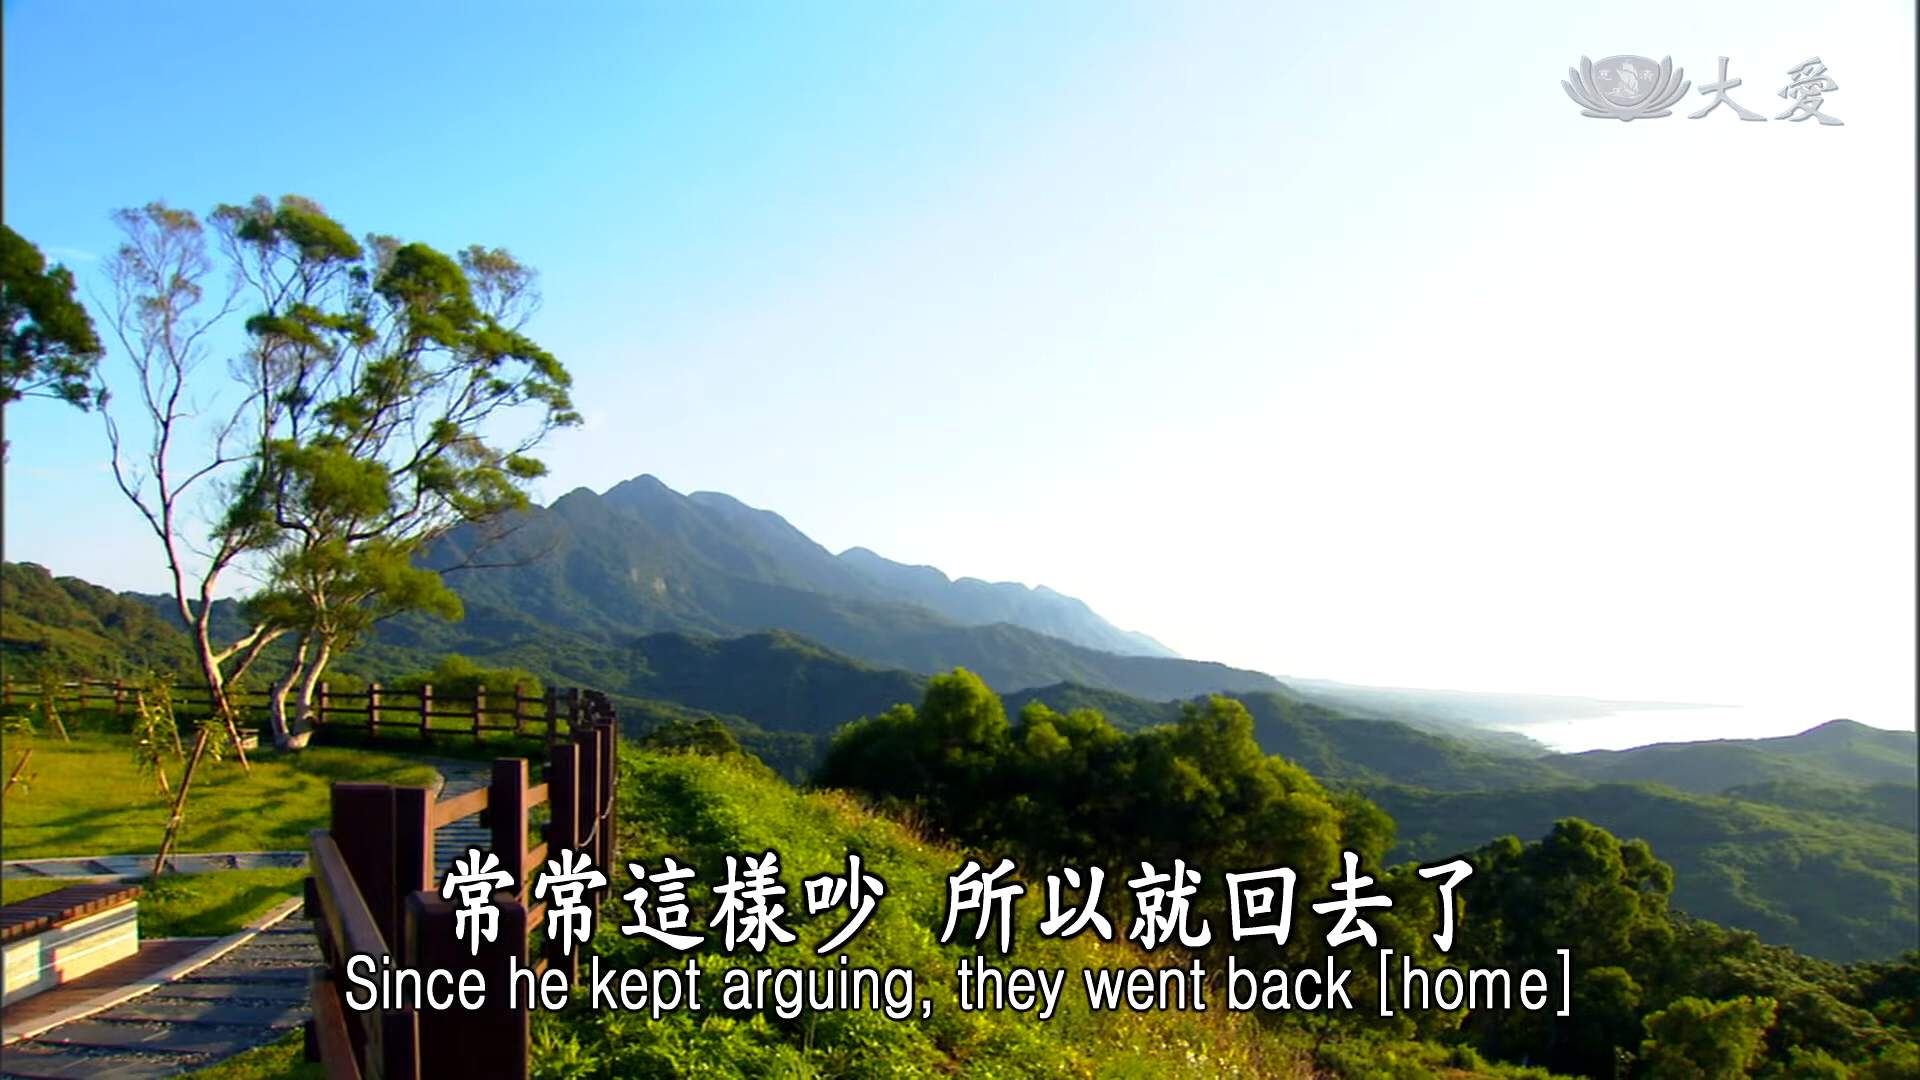 大愛
常常這樣吵 所以就回去了
Since he kept arguing, they went back [home]